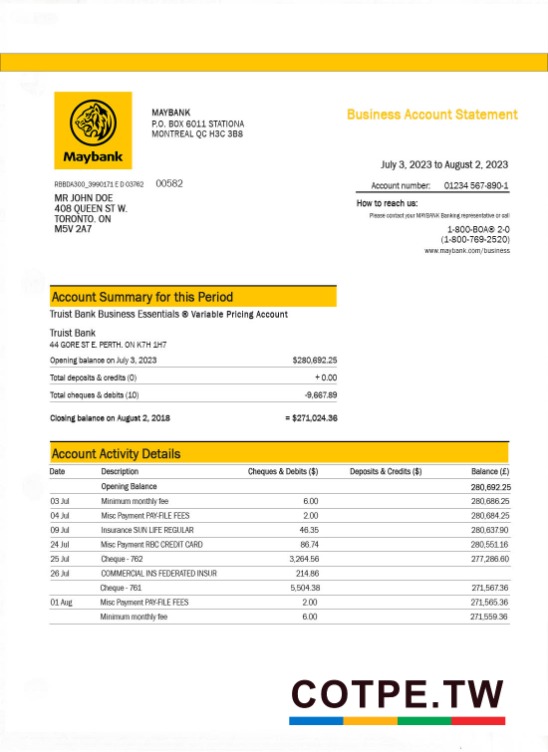 MAYBANK
P.O. BOX 6011 STATIONA
MONTREAL QC H3C 3B8
Business Account Statement
Maybank
July 3, 2023 to August 2, 2023
RBBDA300_3990171 E D 03762 00582
Account number: 01234 567-890-1
MR JOHN DOE
408 QUEEN ST W.
TORONTO. ON
M5V 2A7
How to reach us:
Please contact your MAYBANK Banking representative or call
1-800-BOA® 2-0
(1-800-769-2520)
www.maybank.com/business
Account Summary for this Period
Truist Bank Business Essentials ® Variable Pricing Account
Truist Bank
44 GORE ST E. PERTH. ON K7H 1H7
Opening balance on July 3, 2023 $280,692.25
Total deposits & credits (0) + 0.00
Total cheques & debits (10) -9,667.89
Closing balance on August 2, 2018 = $271,024.36
Account Activity Details
Date Description Cheques & Debits ($) Deposits & Credits ($) Balance (£)
Opening Balance 280,692.25
03 Jul Minimum monthly fee 6.00 280,686.25
04 Jul Misc Payment PAY-FILE FEES 2.00 280,684.25
09 Jul Insurance SUN LIFE REGULAR 46.35 280,637.90
24 Jul Misc Payment RBC CREDIT CARD 86.74 280,551.16
25 Jul Cheque - 762 3,264.56 277,286.60
26 Jul COMMERCIAL INS FEDERATED INSUR 214.86
Cheque - 761 5,504.38 271,567.36
01 Aug Misc Payment PAY-FILE FEES 2.00 271,565.36
Minimum monthly fee 6.00 271,559.36
COTPE.TW